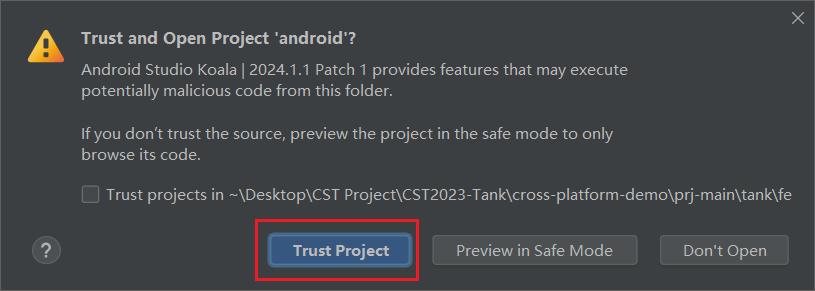 Trust and Open Project 'android'?
Android Studio Koala | 2024.1.1 Patch 1 provides features that may execute
potentially malicious code from this folder.
If you don’t trust the source, preview the project in the safe mode to only
browse its code.
Trust projects in ~\Desktop\CST Project\CST2023-Tank\cross-platform-demo\prj-main\tank\fe
?
Trust Project
Preview in Safe Mode
Don't Open